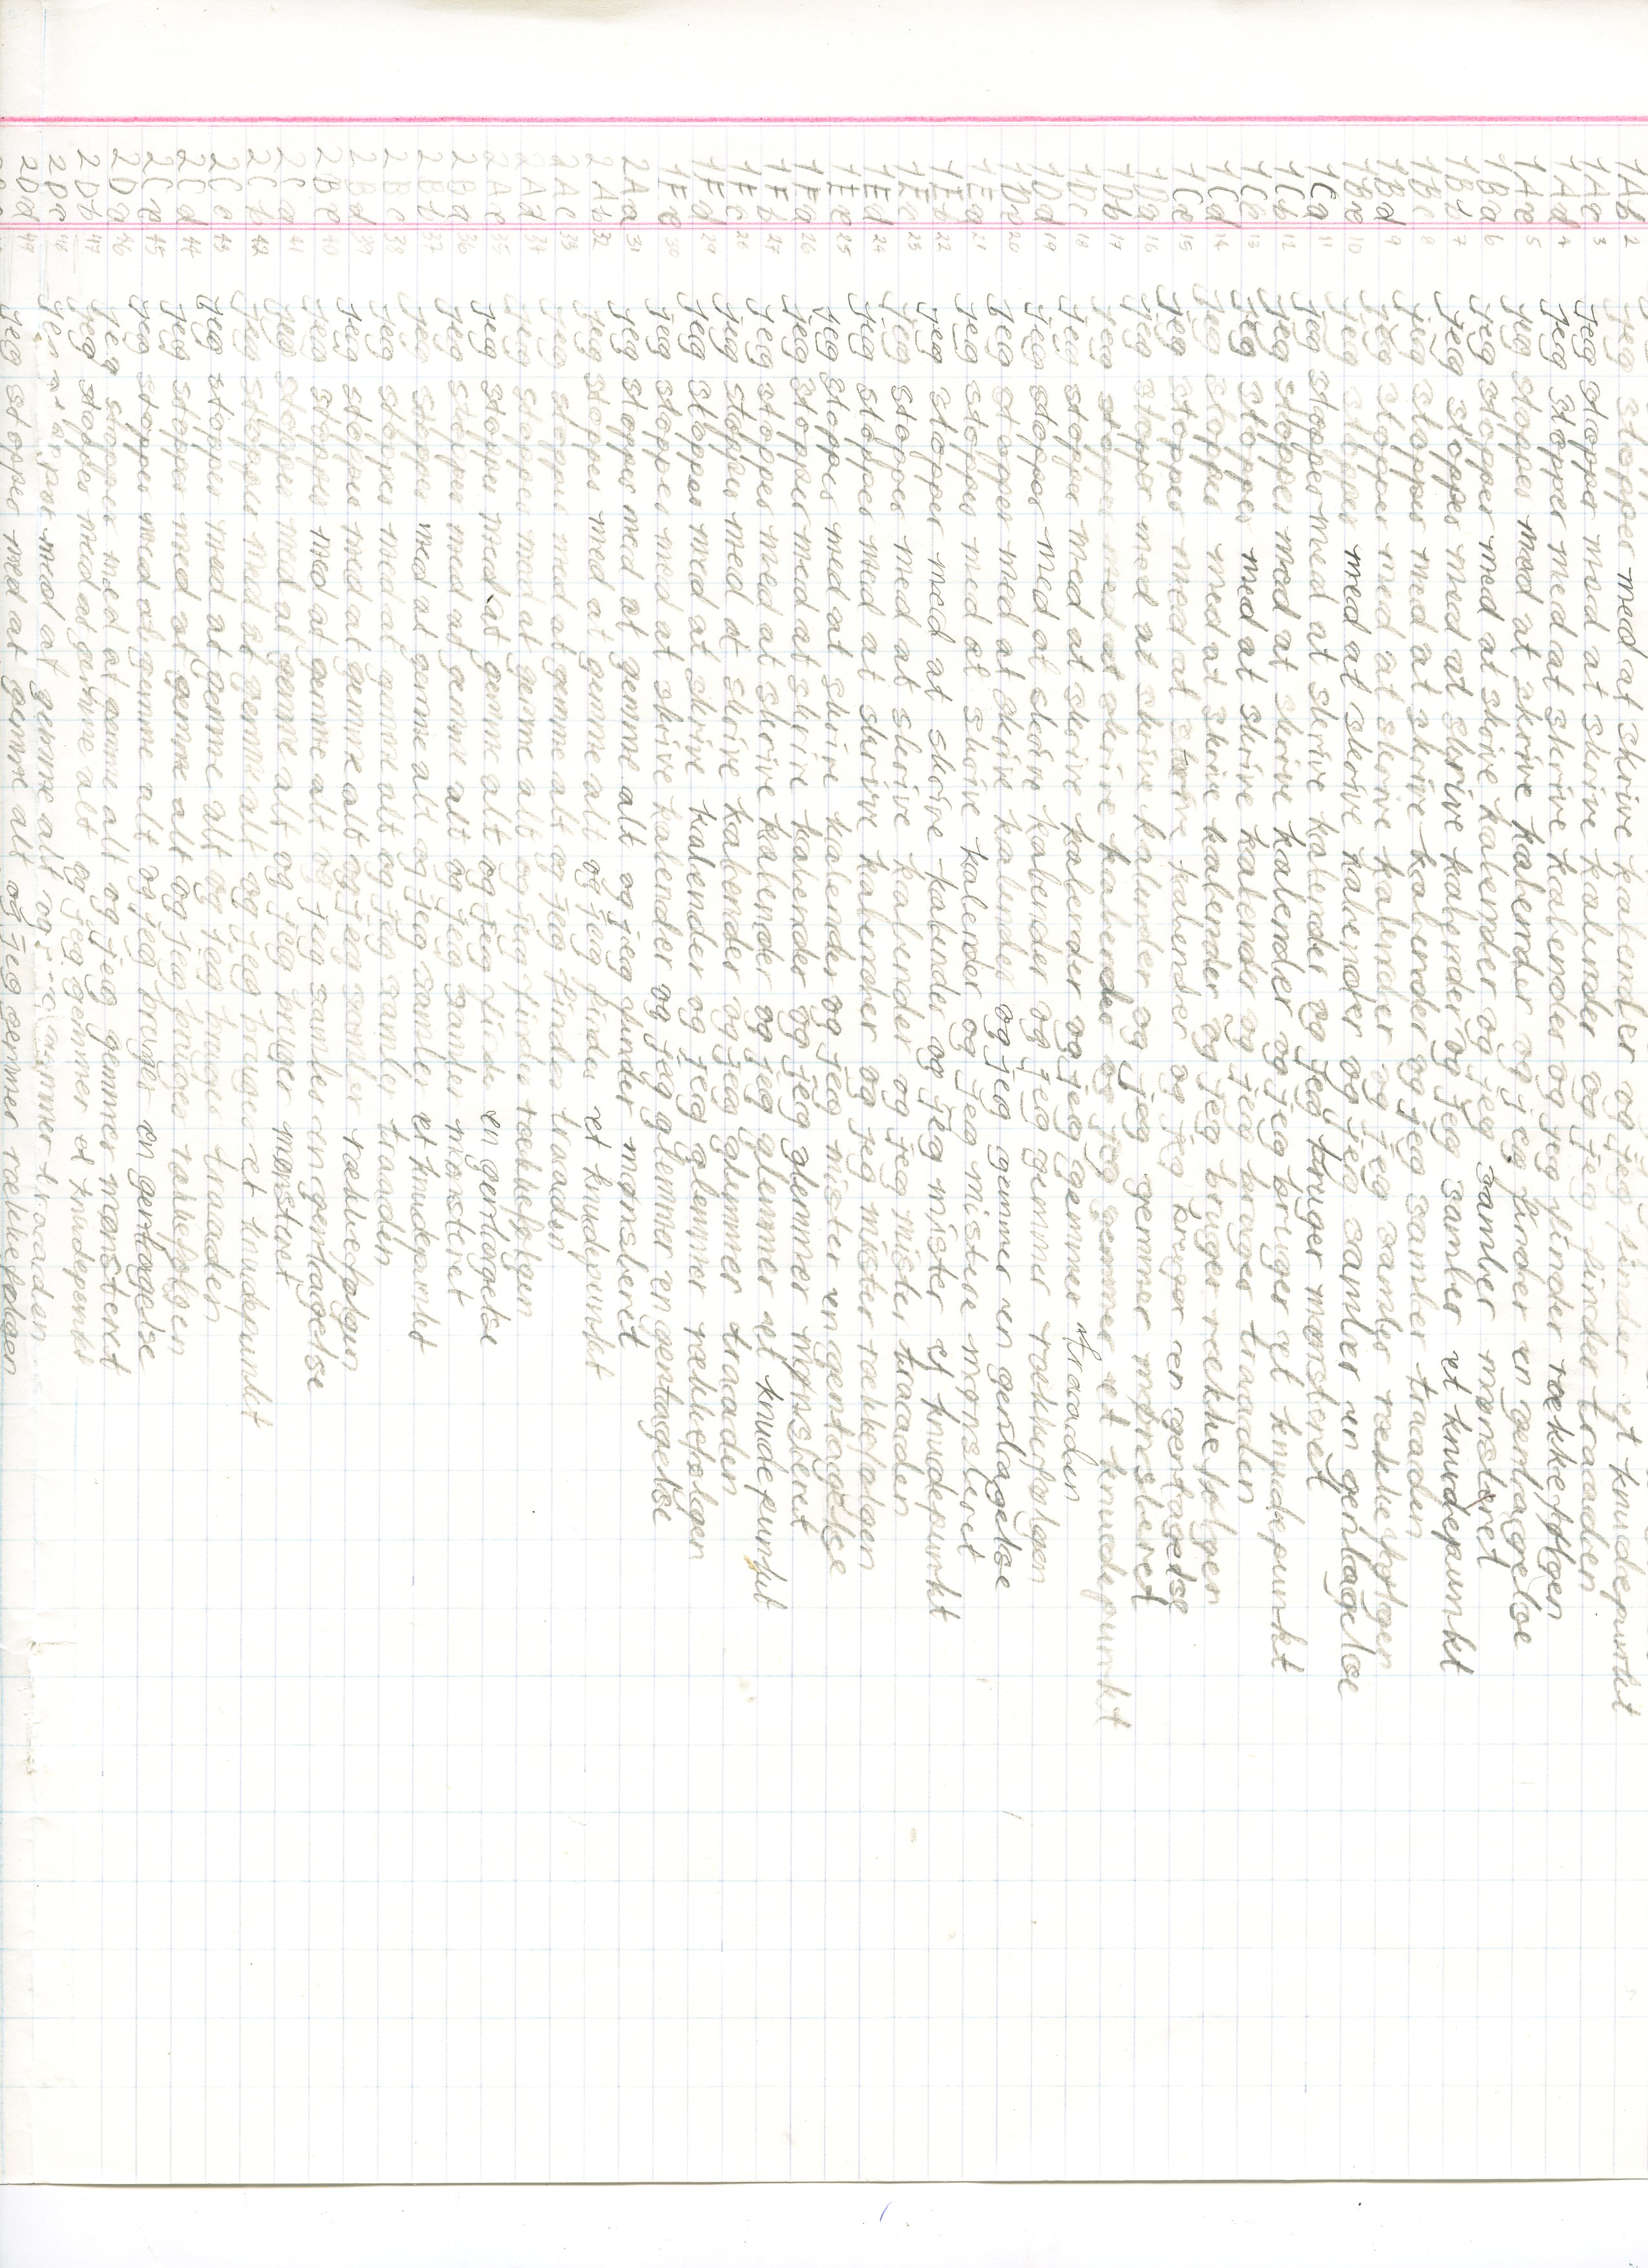 1Ab 2 jeg stopper med at skrive kalender og jeg finder et knudepunkt
1Ac 3 jeg stopper med at skrive kalender og jeg finder traaden
1Ad 4 jeg stopper med at skrive kalender og jeg finder rækkefølgen
1Ae 5 jeg stopper med at skrive kalender og jeg finder en gentagelse
1Ba 6 jeg stopper med at skrive kalender og jeg samler mønsteret
1Bb 7 jeg stopper med at skrive kalender og jeg samler et knudepunkt
1Bc 8 jeg stopper med at skrive kalender og jeg samler traaden
1Bd 9 jeg stopper med at skrive kalender og jeg samler rækkefølgen
1Be 10 jeg stopper med at skrive kalender og jeg samler en gentagelse
1Ca 11 jeg stopper med at skrive kalender og jeg bruger mønsteret
1Cb 12 jeg stopper med at skrive kalender og jeg bruger et knudepunkt
1Cc 13 jeg stopper med at skrive kalender og jeg bruger traaden
1Cd 14 jeg stopper med at skrive kalender og jeg bruger rækkefølgen
1Ce 15 jeg stopper med at skrive kalender og jeg bruger en gentagelse
1Da 16 jeg stopper med at skrive kalender og jeg gemmer mønsteret
1Db 17 jeg stopper med at skrive kalender og jeg gemmer et knudepunkt
1Dc 18 jeg stopper med at skrive kalender og jeg gemmer traaden
1Dd 19 jeg stopper med at skrive kalender og jeg gemmer rækkefølgen
1De 20 jeg stopper med at skrive kalender og jeg gemmer en gentagelse
1Ea 21 jeg stopper med at skrive kalender og jeg mistere mønsteret
1Eb 22 jeg stopper med at skrive kalender og jeg mister et knudepunkt
1Ec 23 jeg stopper med at skrive kalender og jeg mister traaden
1Ed 24 jeg stopper med at skrive kalender og jeg mister rækkefølgen
1Ee 25 jeg stopper med at skrive kalender og jeg mister en gentagelse
1Fa 26 jeg stopper med at skrive kalender og jeg glemmer mønsteret
1Fb 27 jeg stopper med at skrive kalender og jeg glemmer et knudepunkt
1Fc 28 jeg stopper med at skrive kalender og jeg glemmer traaden
1Fd 29 jeg stopper med at skrive kalender og jeg glemmer rækkefølgen
1Fe 30 jeg stopper med at skrive kalender og jeg glemmer en gentagelse
2Aa 31 jeg stopper med at gemme alt og jeg finder mønsteret
2Ab 32 jeg stopper med at gemme alt og jeg finder et knudepunkt
2Ac 33 jeg stopper med at gemme alt og jeg finder traaden
2Ad 34 jeg stopper med at gemme alt og jeg finder rækkefølgen
2Ae 35 jeg stopper med at gemme alt og jeg finder en gentagelse
2Ba 36 jeg stopper med at gemme alt og jeg samler mønsteret
2Bb 37 jeg stopper med at gemme alt og jeg samler et knudepunkt
2Bc 38 jeg stopper med at gemme alt og jeg samler traaden
2Bd 39 jeg stopper med at gemme alt og jeg samler rækkefølgen
2Be 40 jeg stopper med at gemme alt og jeg samler en gentagelse
2Ca 41 jeg stopper med at gemme alt og jeg bruger mønsteret
2Cb 42 jeg stopper med at gemme alt og jeg bruger et knudepunkt
2Cc 43 jeg stopper med at gemme alt og jeg bruger traaden
2Cd 44 jeg stopper med at gemme alt og jeg bruger rækkefølgen
2Ce 45 jeg stopper med at gemme alt og jeg bruger en gentagelse
2Da 46 jeg stopper med at gemme alt og jeg gemmer mønsteret
2Db 47 jeg stopper med at gemme alt og jeg gemmer et knudepunkt
2Dc 48 med at gemme alt og gemmer traaden
2Dd 49 jeg stopper med at gemme alt og jeg gemmer rækkefølgen